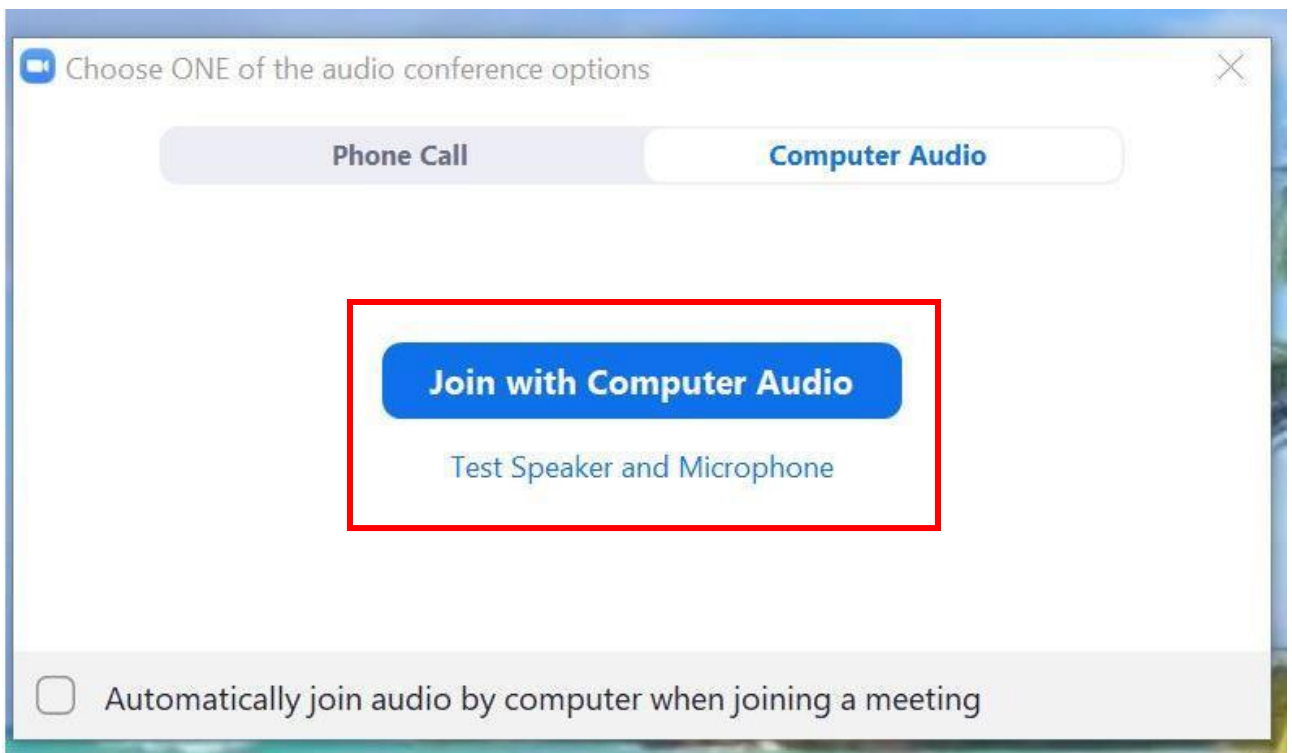 Choose ONE of the audio conference options
Phone Call
Computer Audio
Join with Computer Audio
Test Speaker and Microphone
Automatically join audio by computer when joining a meeting